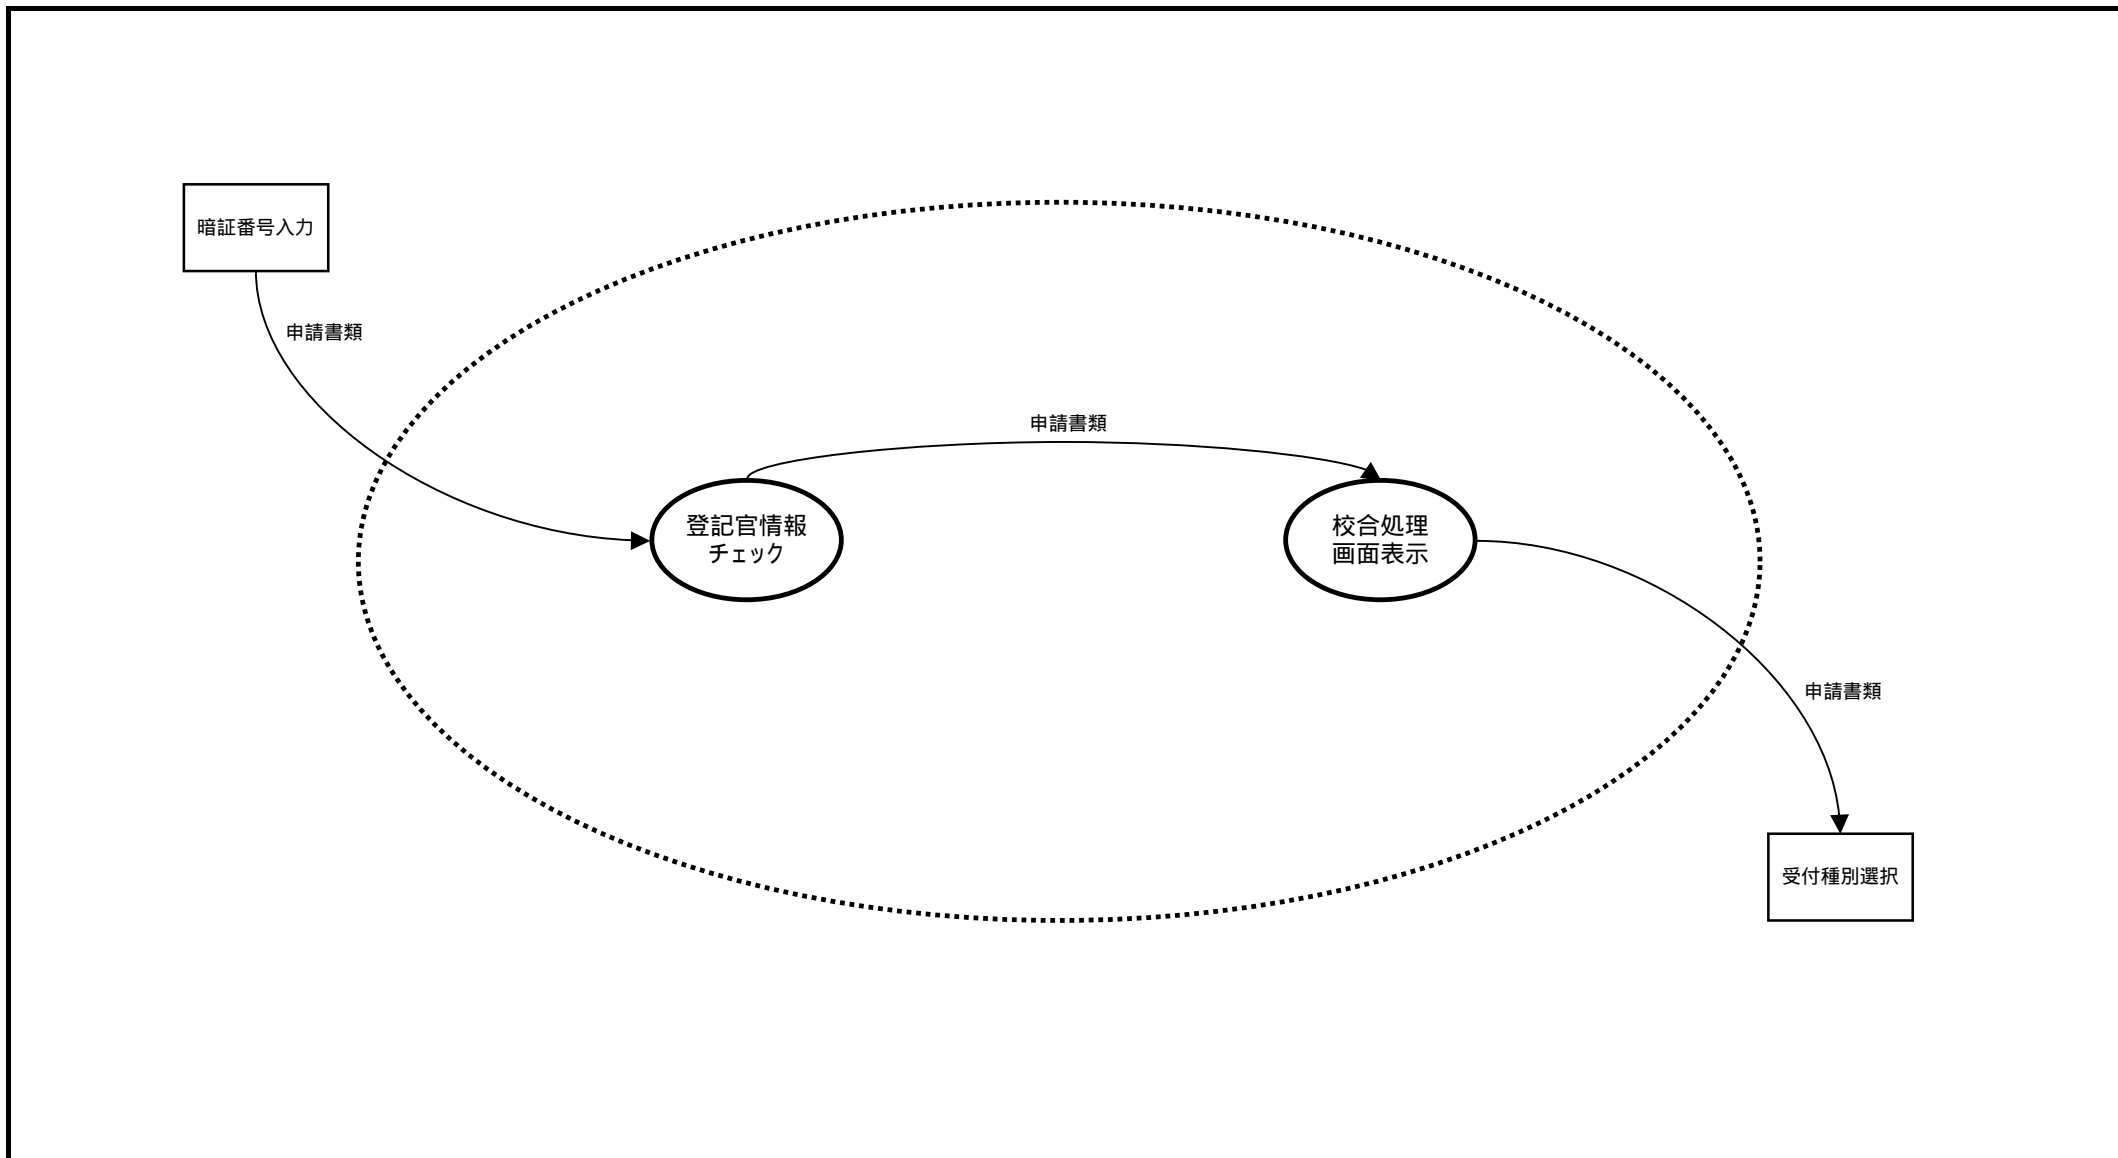 暗証番号入力
申請書類
申請書類
登記官情報
チェック
校合処理
画面表示
申請書類
受付種別選択